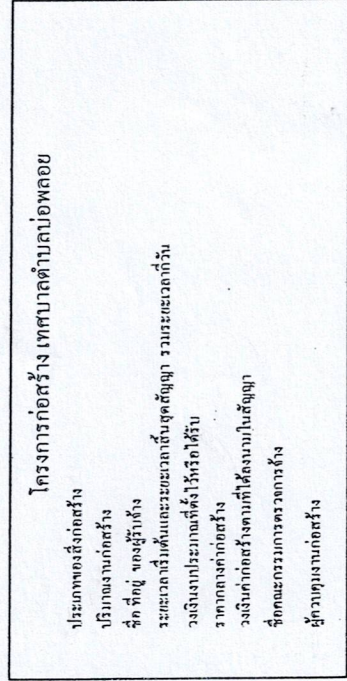 โครงการก่อสร้าง เทศบาลตำบลบ่อพลอย
ประเภทของสิ่งก่อสร้าง
ปริมาณงานก่อสร้าง
ชื่อ ที่อยู่ ของผู้รับจ้าง
ระยะเวลาเริ่มต้นและระยะเวลาสิ้นสุดสัญญา รวมระยะเวลากี่วัน
วงเงินงบประมาณที่ตั้งไว้หรือได้รับ
ราคากลางค่าก่อสร้าง
วงเงินค่าก่อสร้างตามที่ได้ลงนามในสัญญา
ชื่อคณะกรรมการตรวจการจ้าง
ผู้ควบคุมงานก่อสร้าง